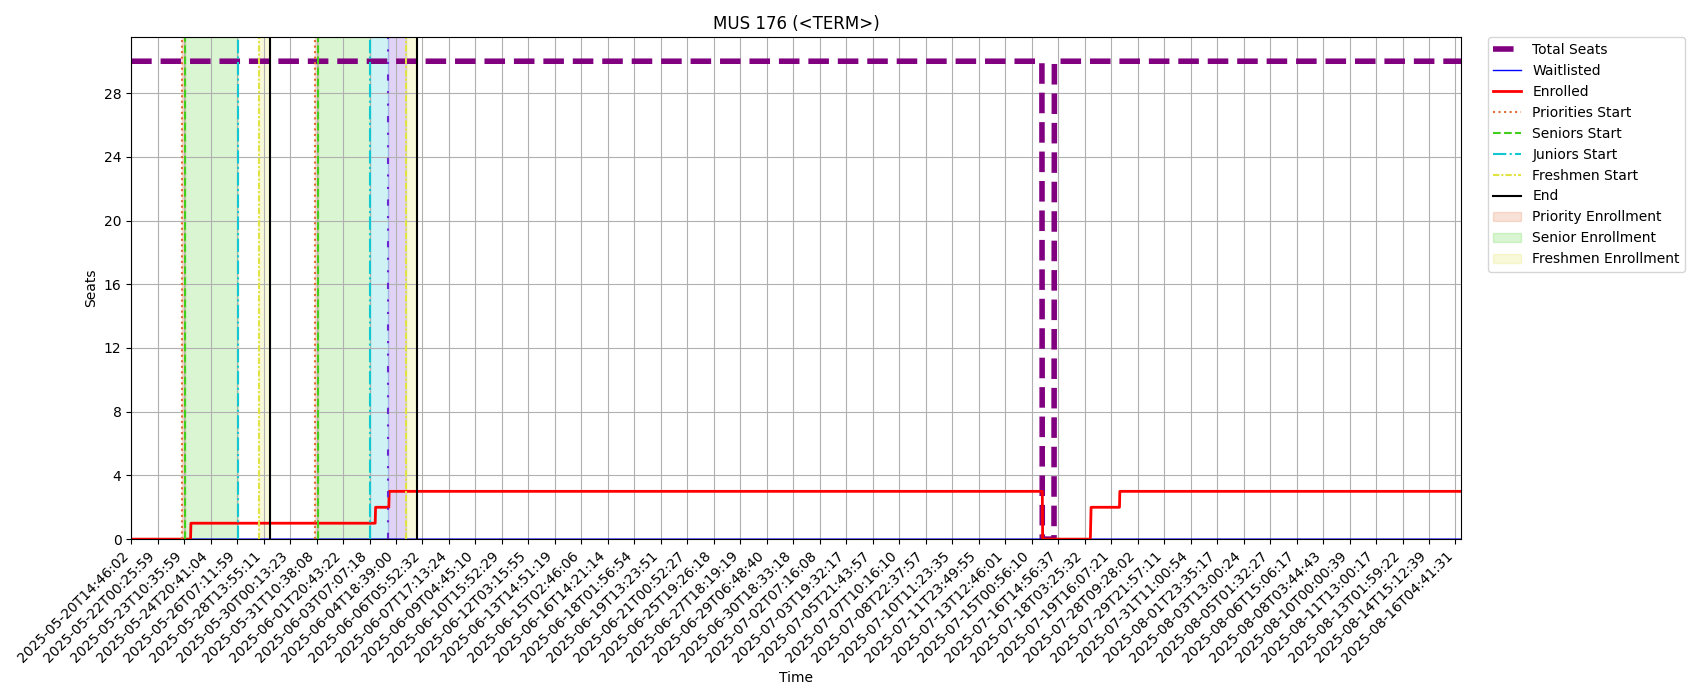 MUS 176 (<TERM>)
Total Seats
Waitlisted
Enrolled
Priorities Start
Seniors Start
Juniors Start
Freshmen Start
End
Priority Enrollment
Senior Enrollment
Freshmen Enrollment
Seats
28
24
20
16
12
8
4
0
2025-05-20T14:46:02
2025-05-22T00:25:59
2025-05-23T10:35:59
2025-05-24T20:41:04
2025-05-26T07:11:59
2025-05-28T13:55:11
2025-05-30T00:13:23
2025-05-31T10:38:08
2025-06-01T20:43:22
2025-06-03T07:07:18
2025-06-04T18:39:00
2025-06-06T05:52:32
2025-06-07T17:13:24
2025-06-09T04:45:10
2025-06-10T15:52:29
2025-06-12T03:15:55
2025-06-13T14:51:19
2025-06-15T02:46:06
2025-06-16T14:21:14
2025-06-18T01:56:54
2025-06-19T13:23:51
2025-06-21T00:52:27
2025-06-25T19:26:18
2025-06-27T18:19:19
2025-06-29T06:48:40
2025-06-30T18:33:18
2025-07-02T07:16:08
2025-07-03T19:32:17
2025-07-05T21:43:57
2025-07-07T10:16:10
2025-07-08T22:37:57
2025-07-10T11:23:35
2025-07-11T23:49:55
2025-07-13T12:46:01
2025-07-15T00:56:10
2025-07-16T14:56:37
2025-07-18T03:25:32
2025-07-19T16:07:21
2025-07-28T09:28:02
2025-07-29T21:57:11
2025-07-31T11:00:54
2025-08-01T23:35:17
2025-08-03T13:00:24
2025-08-05T01:32:27
2025-08-06T15:06:17
2025-08-08T03:44:43
2025-08-10T00:00:39
2025-08-11T13:00:17
2025-08-13T01:59:22
2025-08-14T15:12:39
2025-08-16T04:41:31
Time